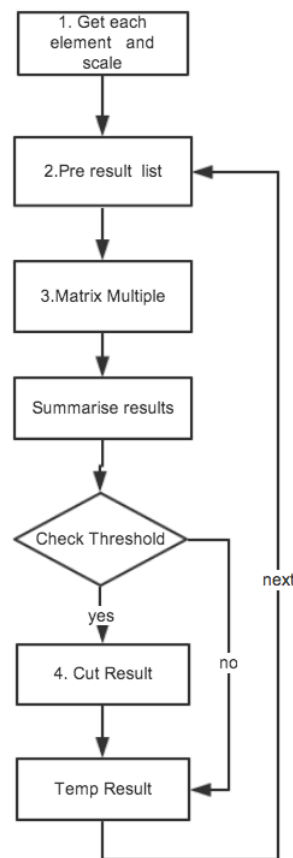 1. Get each
element and
scale
2.Pre result list
3.Matrix Multiple
Summarise results
Check Threshold
yes
next
no
4. Cut Result
Temp Result